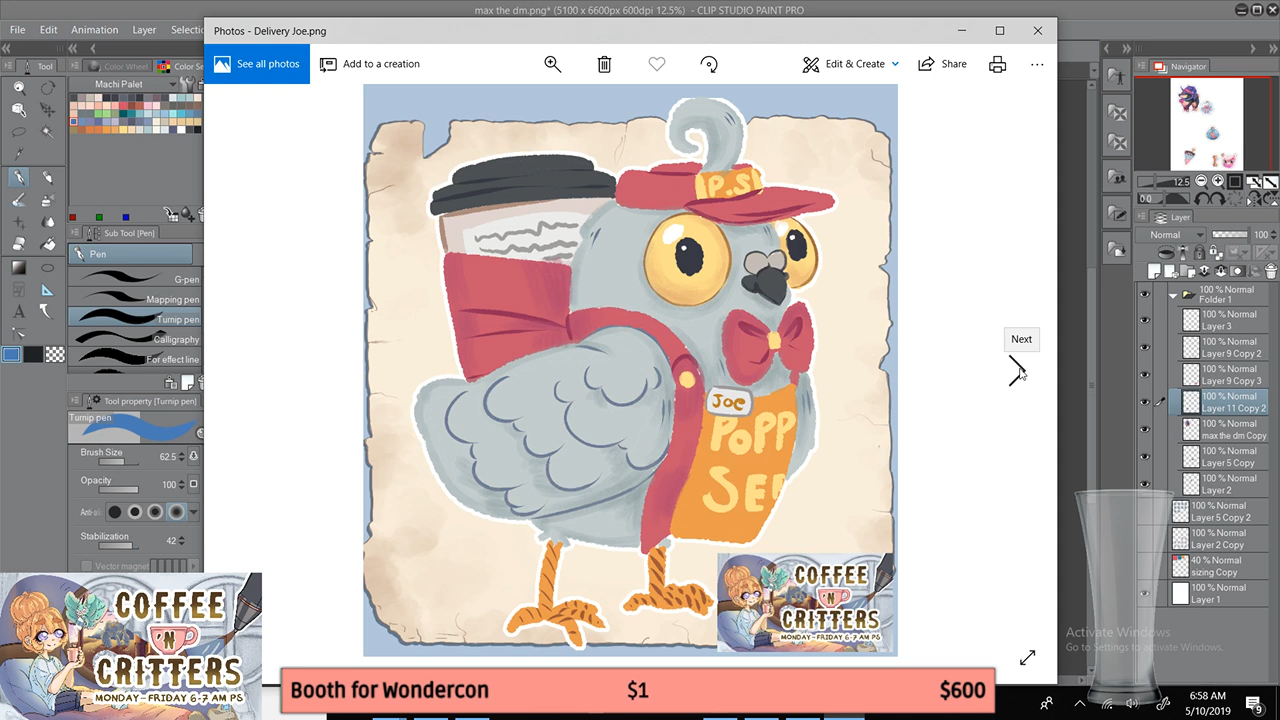 max the dm.png* (5100 x 6600px 600dpi 12.5%) - CLIP STUDIO PAINT PRO
File Edit Animation Layer Selectio
Photos - Delivery Joe.png
See all photos Add to a creation Edit & Create Share
Tool Color Wheel Color Se
Machi Palet
Sub Tool [Pen]
Pen
G-pen
Mapping pen
Turnip pen
Calligraphy
For effect line
Tool property [Turnip pen]
Turnip pen
Brush Size 62.5
Opacity 100
Anti-ali
Stabilization 42
Vector magnet
P.S
Joe
POPP
SEE
COFFEE
'N'
CRITTERS
MONDAY-FRIDAY 6-7 AM PS
Next
Navigator
12.5
0.0
Layer
Normal 100
100 % Normal
Folder 1
100 % Normal
Layer 3
100 % Normal
Layer 9 Copy 2
100 % Normal
Layer 9 Copy 3
100 % Normal
Layer 11 Copy 2
100 % Normal
max the dm Copy
100 % Normal
Layer 5 Copy
100 % Normal
Layer 2
100 % Normal
Layer 5 Copy 2
100 % Normal
Layer 2 Copy
40 % Normal
sizing Copy
100 % Normal
Layer 1
Activate Windows
Go to Settings to activate Windows.
COFFEE
'N'
CRITTERS
MONDAY-FRIDAY 6-7 AM PS
Booth for Wondercon $1 $600
6:58 AM
5/10/2019
9